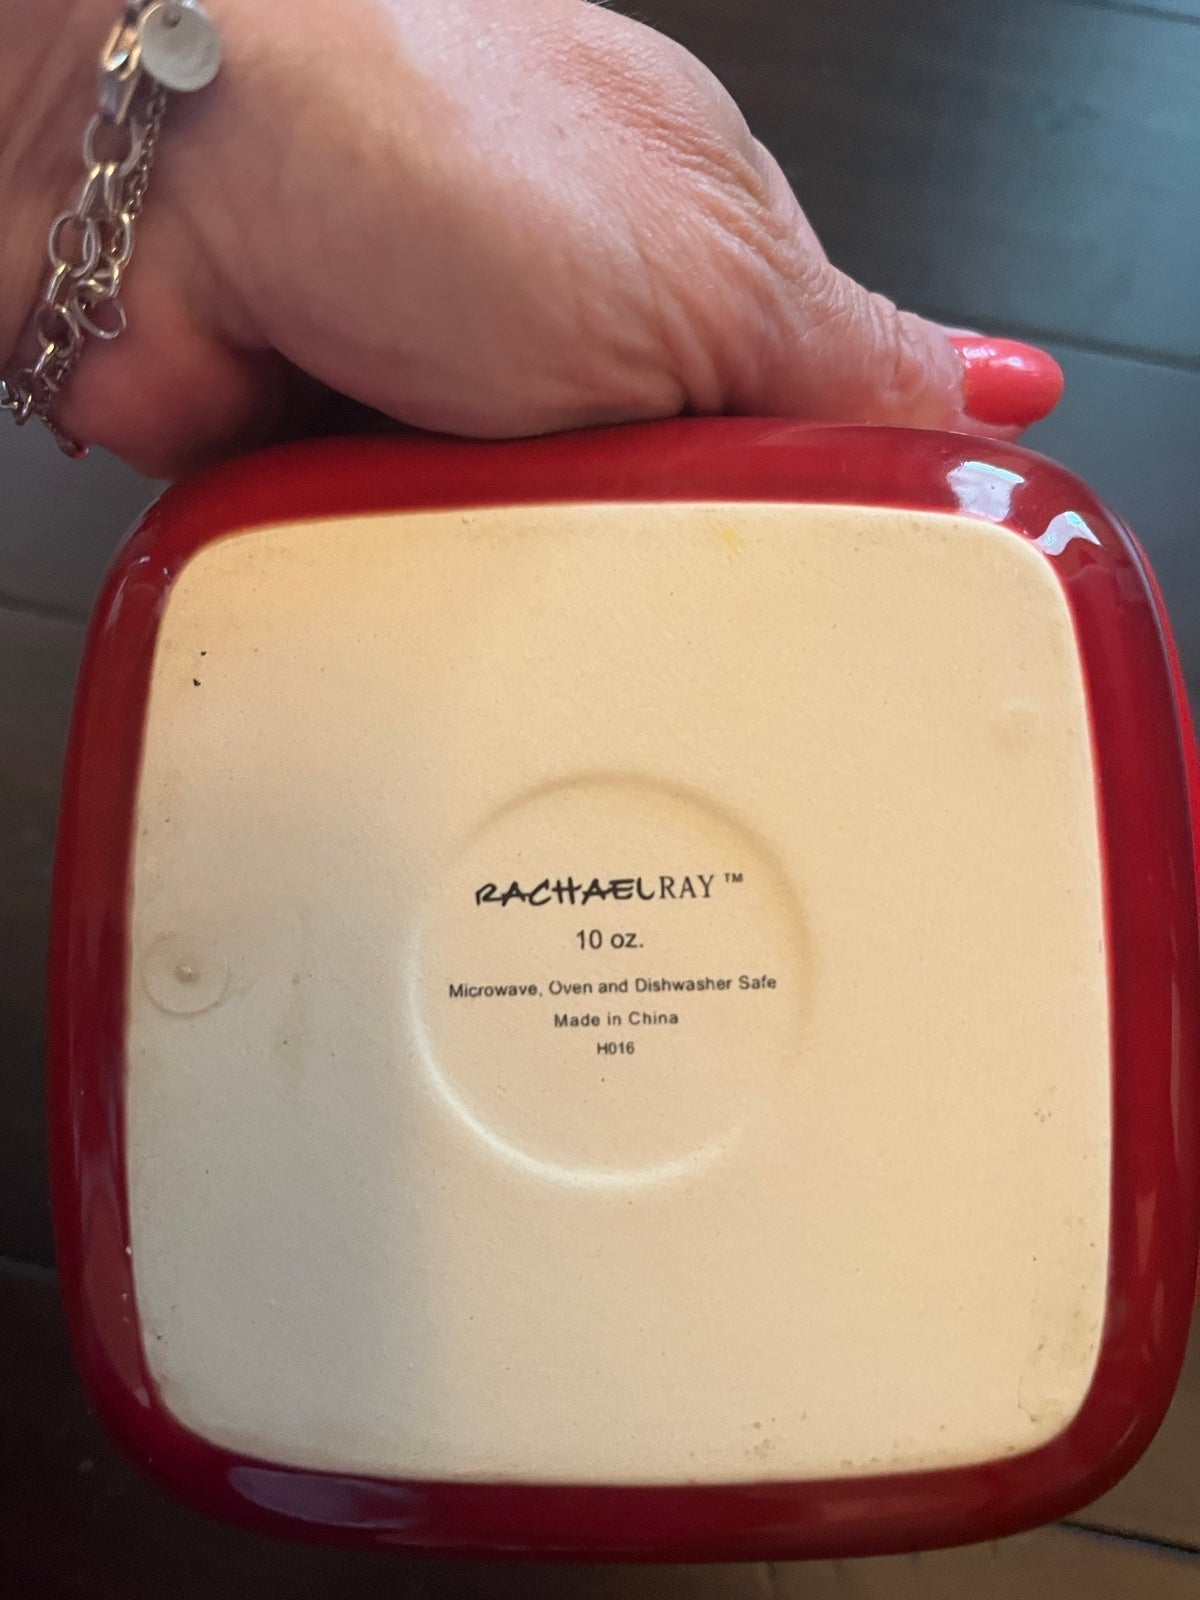 RACHAELRAY™
10 oz.
Microwave, Oven and Dishwasher Safe
Made in China
H016